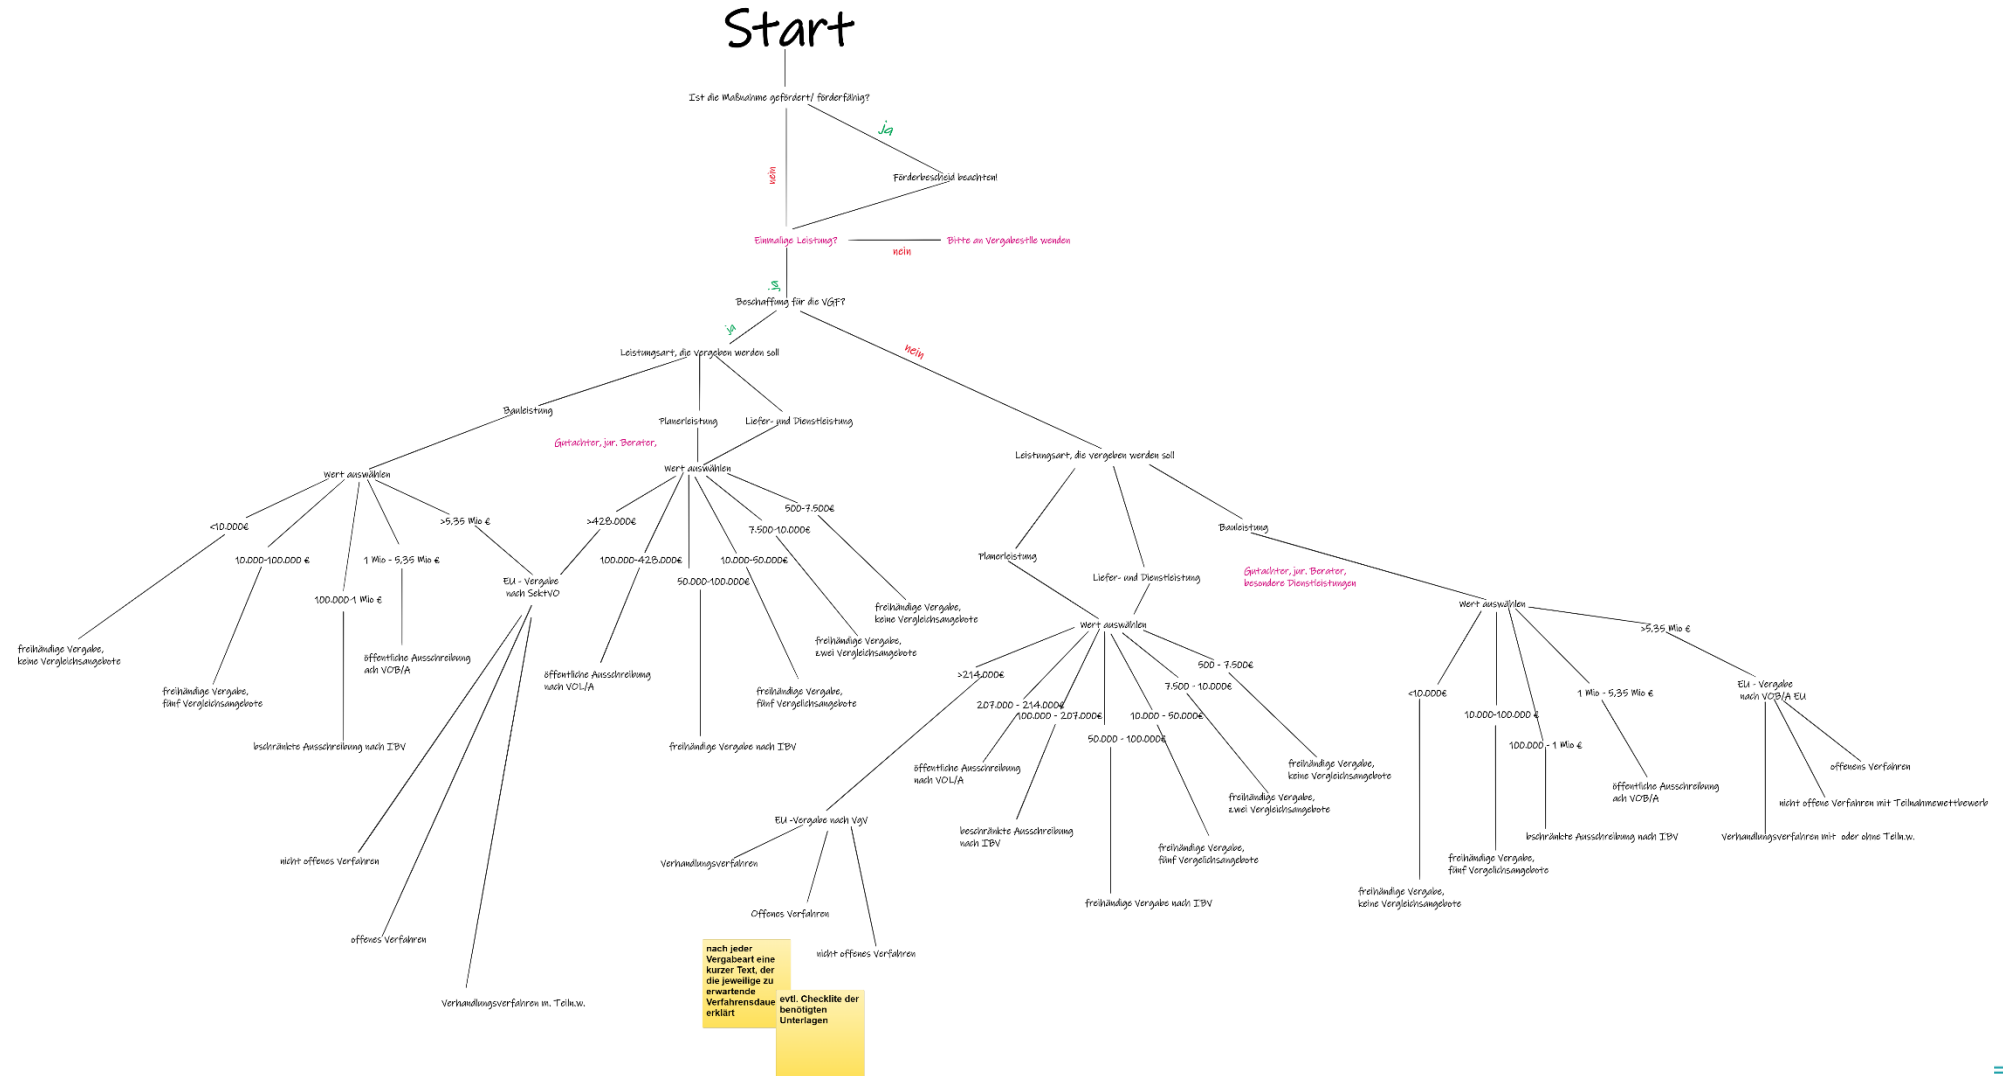 Start
Ist die Maßnahme gefördert/ förderfähig?
ja
nein
Förderbescheid beachten!
Einmalige Leistung?
nein
Bitte an Vergabestlle wenden
ja
Beschaffung für die VGF?
ja
nein
Leistungsart, die vergeben werden soll
Bauleistung
Planerleistung
Liefer- und Dienstleistung
Gutachter, jur. Berater,
Wert auswählen
<10.000€
10.000-100.000 €
100.000-1 Mio €
1 Mio - 5,35 Mio €
>5,35 Mio €
freihändige Vergabe,
keine Vergleichsangebote
freihändige Vergabe,
fünf Vergleichsangebote
bschränkte Ausschreibung nach IBV
öffentliche Ausschreibung
ach VOB/A
EU - Vergabe
nach SektVO
nicht offenes Verfahren
offenes Verfahren
Verhandlungsverfahren m. Teiln.w.
Wert auswählen
>428.000€
100.000-428.000€
50.000-100.000€
10.000-50.000€
7.500-10.000€
500-7.500€
öffentliche Ausschreibung
nach VOL/A
freihändige Vergabe nach IBV
freihändige Vergabe,
fünf Vergelichsangebote
freihändige Vergabe,
zwei Vergleichsangebote
freihändige Vergabe,
keine Vergleichsangebote
Leistungsart, die vergeben werden soll
Planerleistung
Liefer- und Dienstleistung
Bauleistung
Gutachter, jur. Berater,
besondere Dienstleistungen
Wert auswählen
>214.000€
207.000 - 214.000€
100.000 - 207.000€
50.000 - 100.000€
10.000 - 50.000€
7.500 - 10.000€
500 - 7.500€
EU -Vergabe nach VgV
Verhandlungsverfahren
Offenes Verfahren
nicht offenes Verfahren
öffentliche Ausschreibung
nach VOL/A
beschränkte Ausschreibung
nach IBV
freihändige Vergabe nach IBV
freihändige Vergabe,
fünf Vergelichsangebote
freihändige Vergabe,
zwei Vergleichsangebote
freihändige Vergabe,
keine Vergleichsangebote
Wert auswählen
<10.000€
10.000-100.000 €
100.000 - 1 Mio €
1 Mio - 5,35 Mio €
>5,35 Mio €
freihändige Vergabe,
keine Vergleichsangebote
freihändige Vergabe,
fünf Vergelichsangebote
bschränkte Ausschreibung nach IBV
öffentliche Ausschreibung
ach VOB/A
EU - Vergabe
nach VOB/A EU
offenens Verfahren
nicht offene Verfahren mit Teilnahmewettbewerb
Verhandlungsverfahren mit oder ohne Teiln.w.
nach jeder
Vergabeart eine
kurzer Text, der
die jeweilige zu
erwartende
Verfahrensdaue
erklärt
evtl. Checklite der
benötigten
Unterlagen